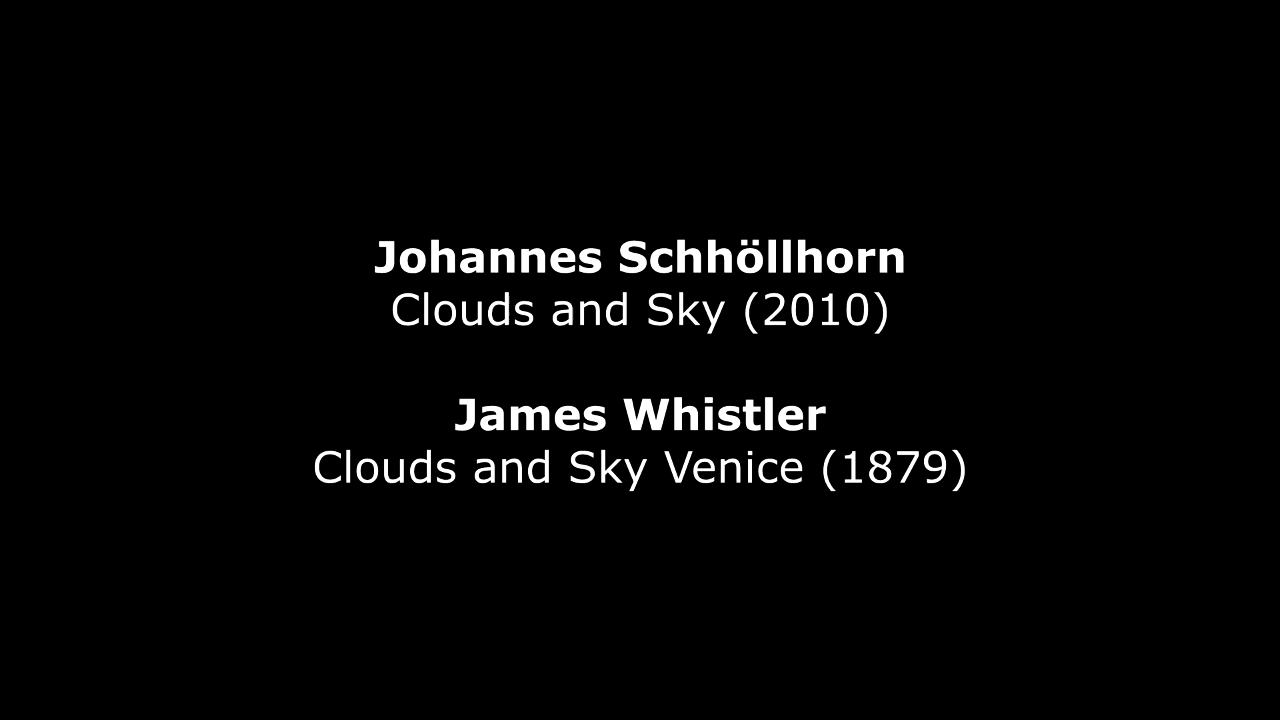 Johannes Schhöllhorn
Clouds and Sky (2010)
James Whistler
Clouds and Sky Venice (1879)